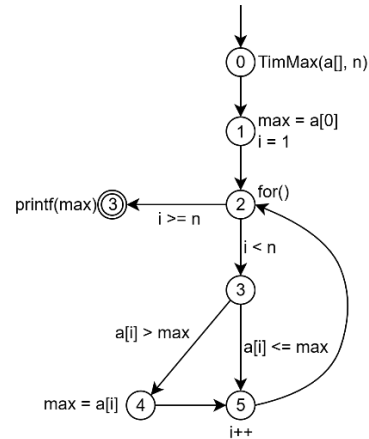 0 TimMax(a[], n)
1 max = a[0]
i = 1
for()
printf(max) 3 2
i >= n
i < n
3
a[i] > max
a[i] <= max
max = a[i] 4 5
i++